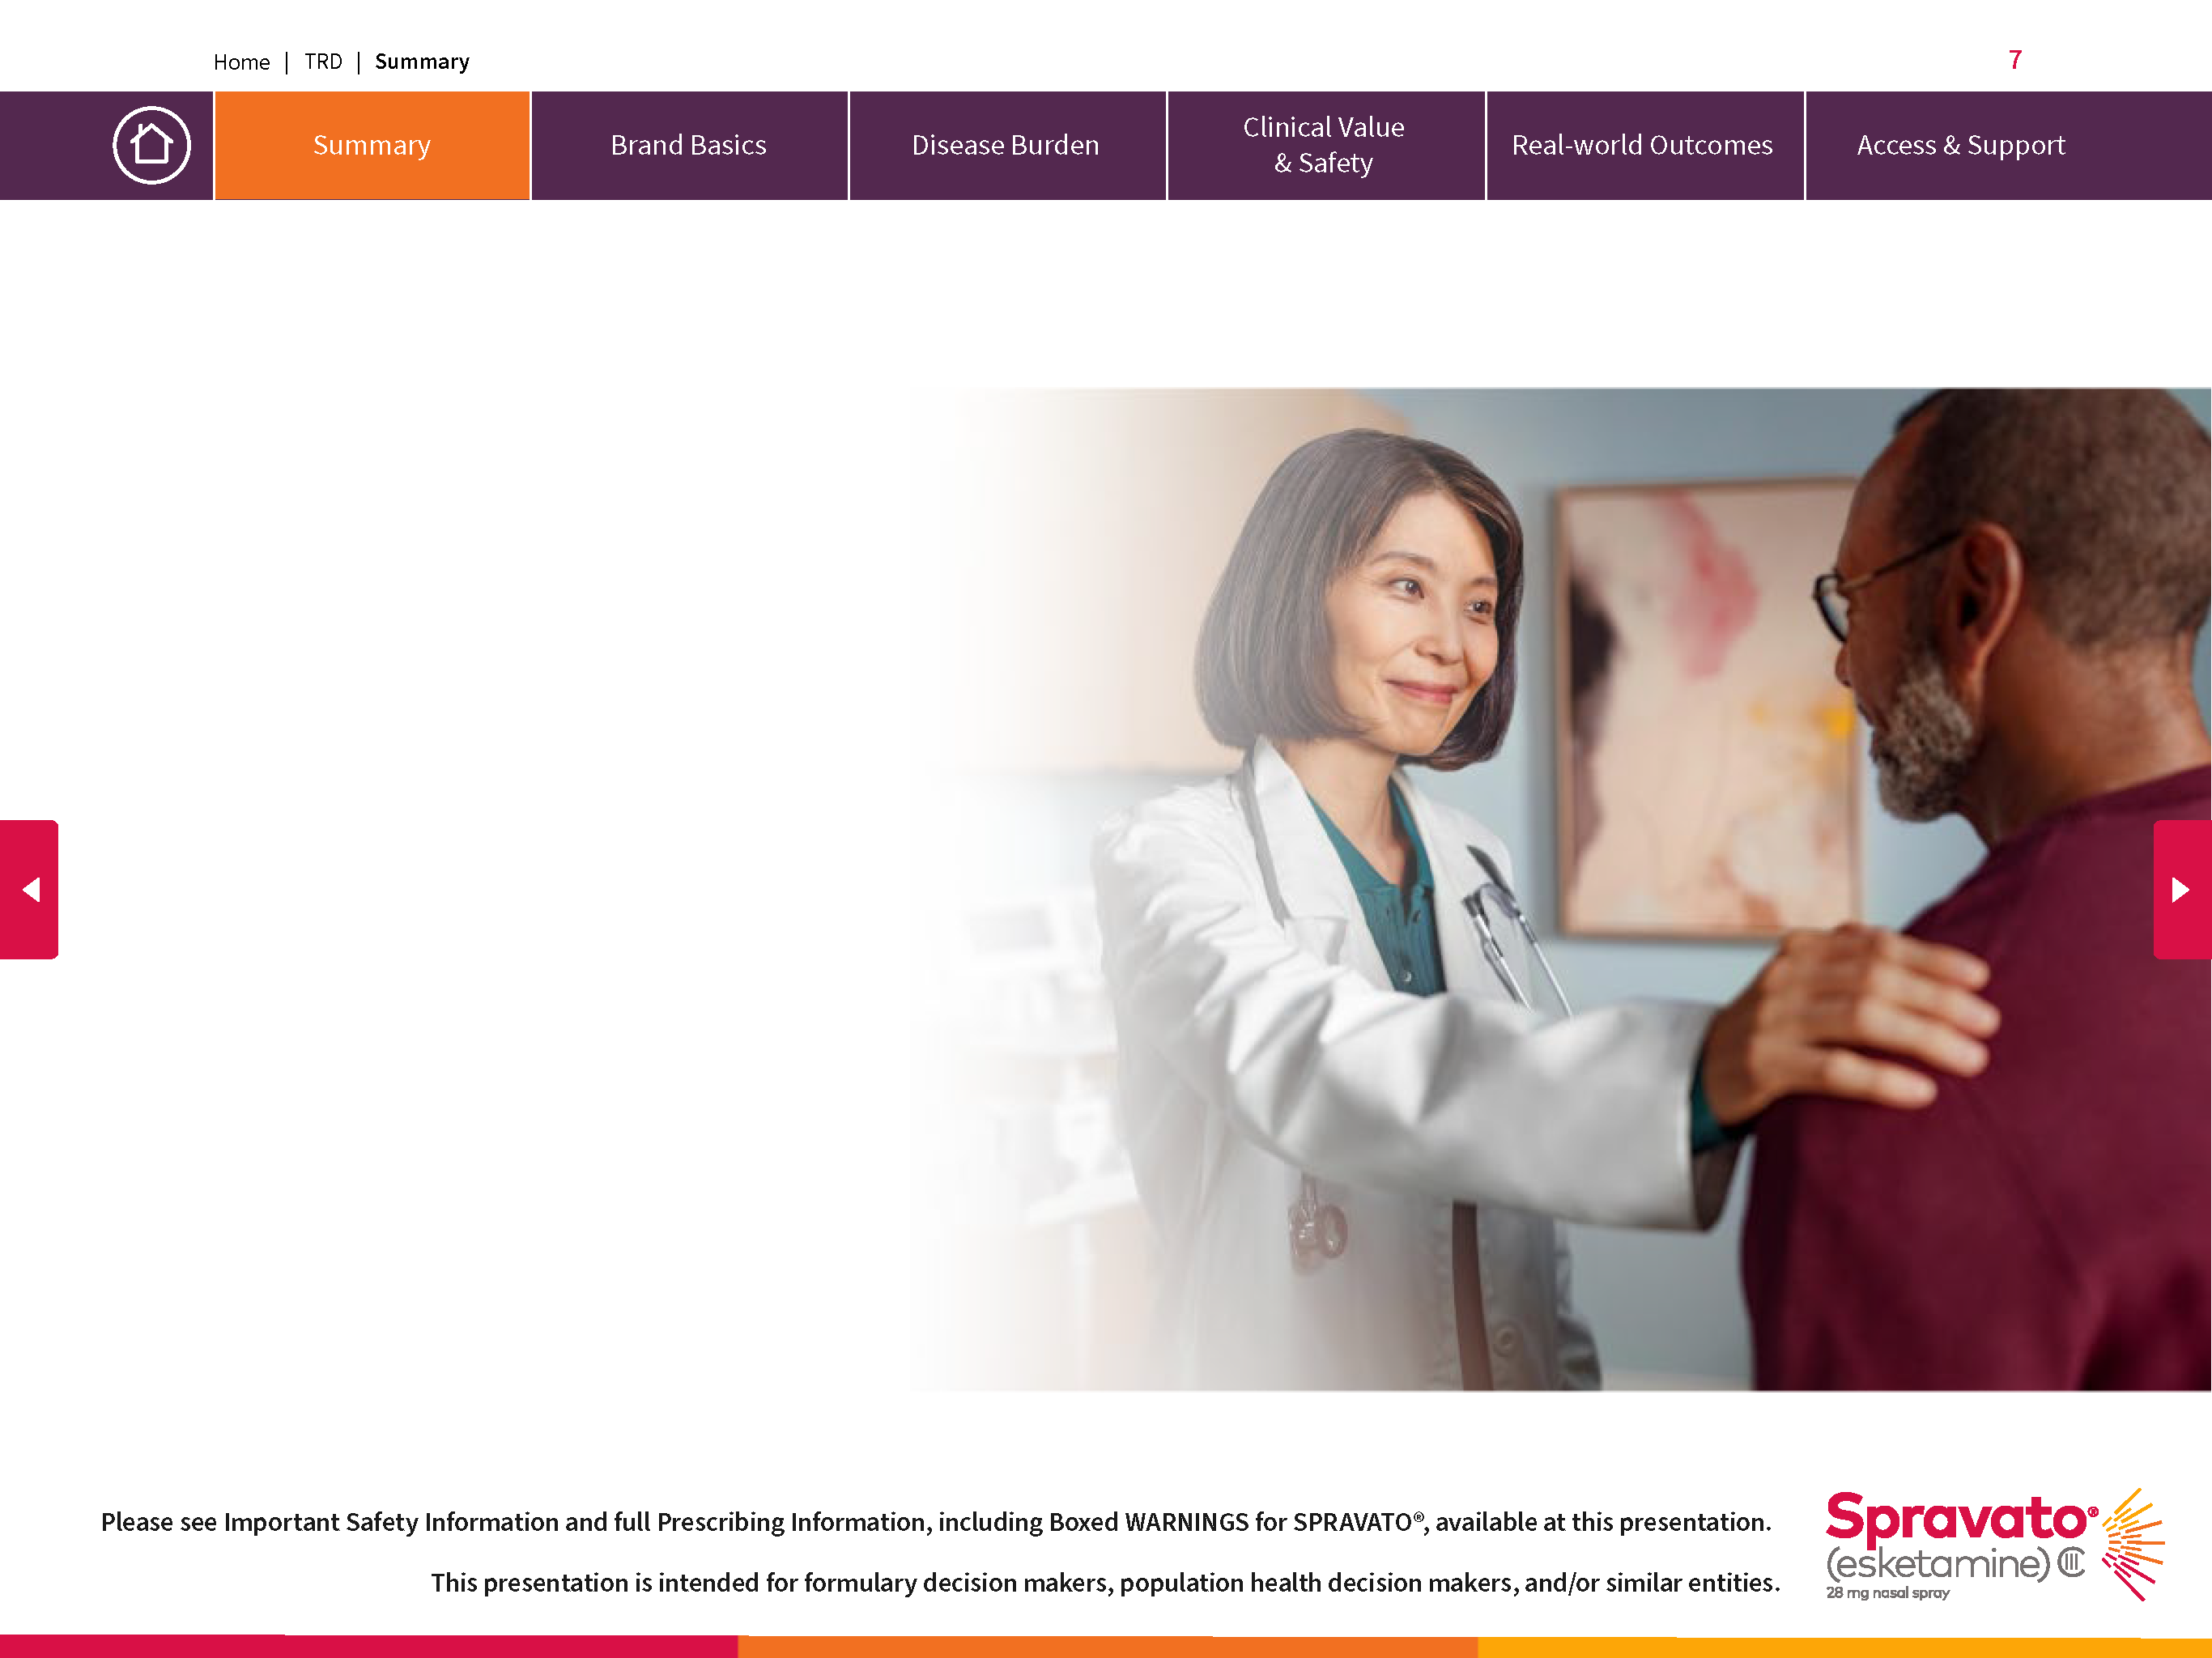 Home | TRD | Summary
7
Summary
Brand Basics
Disease Burden
Clinical Value
& Safety
Real-world Outcomes
Access & Support
Please see Important Safety Information and full Prescribing Information, including Boxed WARNINGS for SPRAVATO®, available at this presentation.
This presentation is intended for formulary decision makers, population health decision makers, and/or similar entities.
Spravato®
(esketamine) CIII
28 mg nasal spray